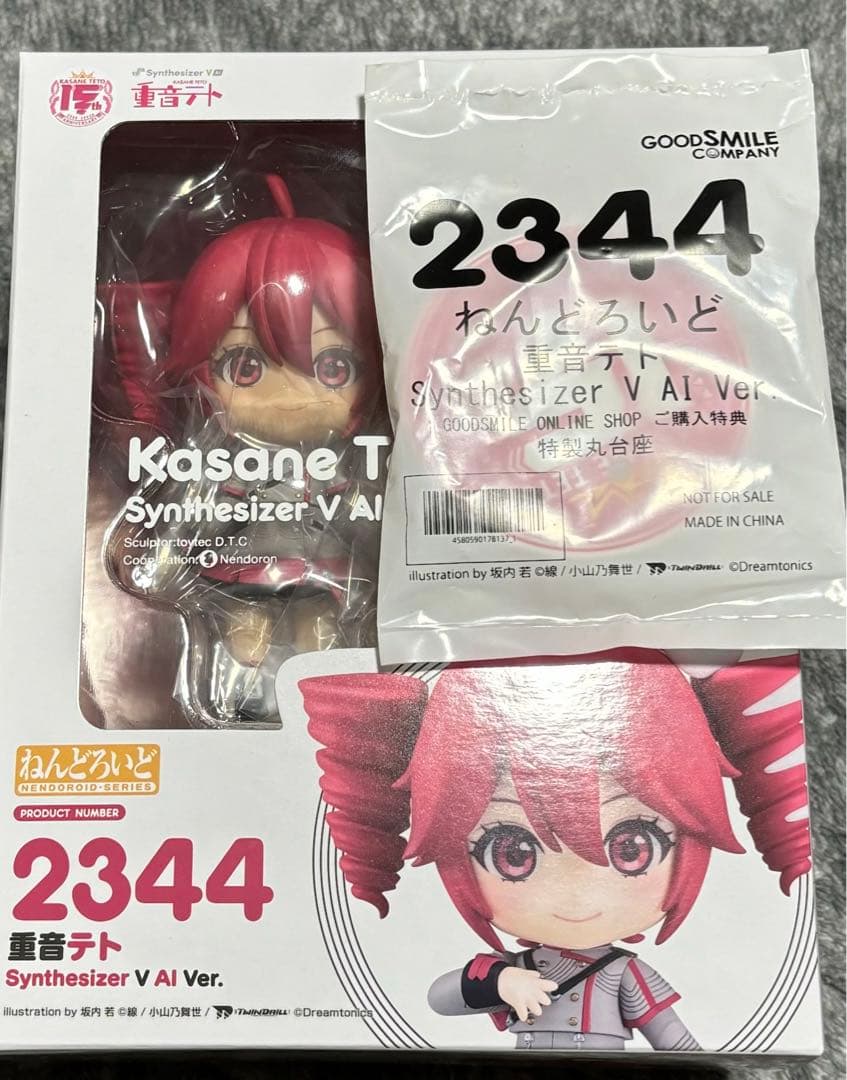 KASANE TETO
15th
ANNIVERSARY
Synthesizer V AI
KASANE TETO
重音テト
Kasane T
Synthesizer V AI
Sculptor:toytec D.T.C
Cooperation: Nendoron
GOODSMILE
COMPANY
2344
ねんどろいど
重音テト
Synthesizer V AI Ver.
GOODSMILE ONLINE SHOP ご購入特典
特製丸台座
NOT FOR SALE
MADE IN CHINA
4580590178137_1
illustration by 坂内 若 ©線 / 小山乃舞世 / TWINDRILL ©Dreamtonics
ねんどろいど
NENDOROID·SERIES
PRODUCT NUMBER
2344
重音テト
Synthesizer V AI Ver.
illustration by 坂内 若 ©線 / 小山乃舞世 / TWINDRILL ©Dreamtonics